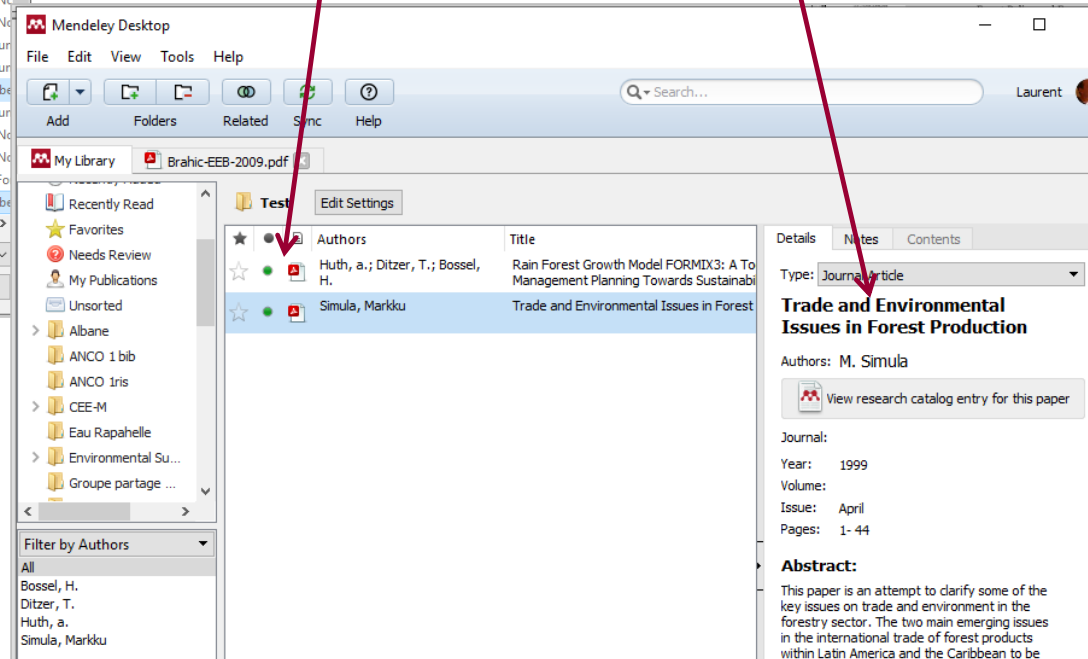 Mendeley Desktop
File Edit View Tools Help
Search...
Laurent
Add Folders Related Sync Help
My Library
Brahic-EEB-2009.pdf
Recently Added
Recently Read
Favorites
Needs Review
My Publications
Unsorted
Albane
ANCO 1 bib
ANCO 1ris
CEE-M
Eau Rapahelle
Environmental Su...
Groupe partage ...
Filter by Authors
All
Bossel, H.
Ditzer, T.
Huth, a.
Simula, Markku
Test
Edit Settings
Authors Title
Huth, a.; Ditzer, T.; Bossel,
H.
Rain Forest Growth Model FORMIX3: A To
Management Planning Towards Sustainabi
Simula, Markku
Trade and Environmental Issues in Forest
Details Notes Contents
Type: Journal Article
Trade and Environmental
Issues in Forest Production
Authors: M. Simula
View research catalog entry for this paper
Journal:
Year: 1999
Volume:
Issue: April
Pages: 1- 44
Abstract:
This paper is an attempt to clarify some of the
key issues on trade and environment in the
forestry sector. The two main emerging issues
in the international trade of forest products
within Latin America and the Caribbean to be